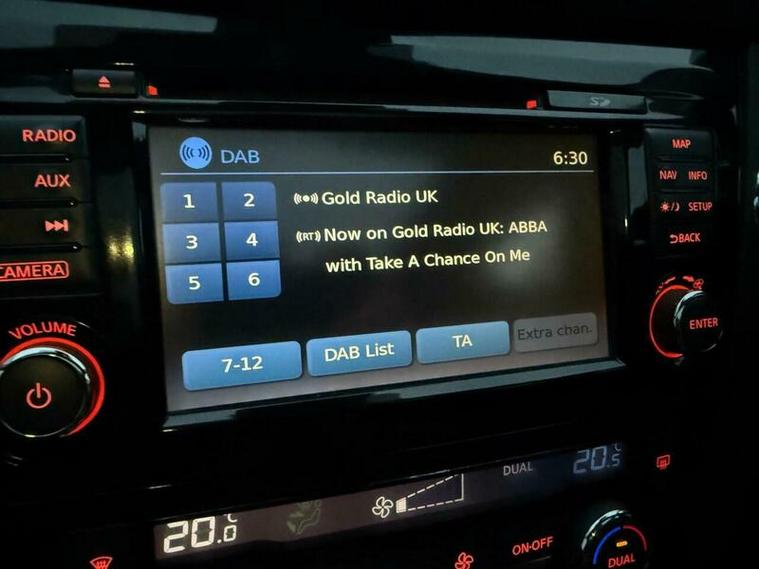 RADIO
AUX
CAMERA
VOLUME
DAB
6:30
1 2
3 4
5 6
Gold Radio UK
(RT) Now on Gold Radio UK: ABBA
with Take A Chance On Me
7-12
DAB List
TA
Extra chan.
SD
MAP
NAV INFO
SETUP
BACK
ENTER
20.0°C
DUAL
20.5°C
ON·OFF
DUAL